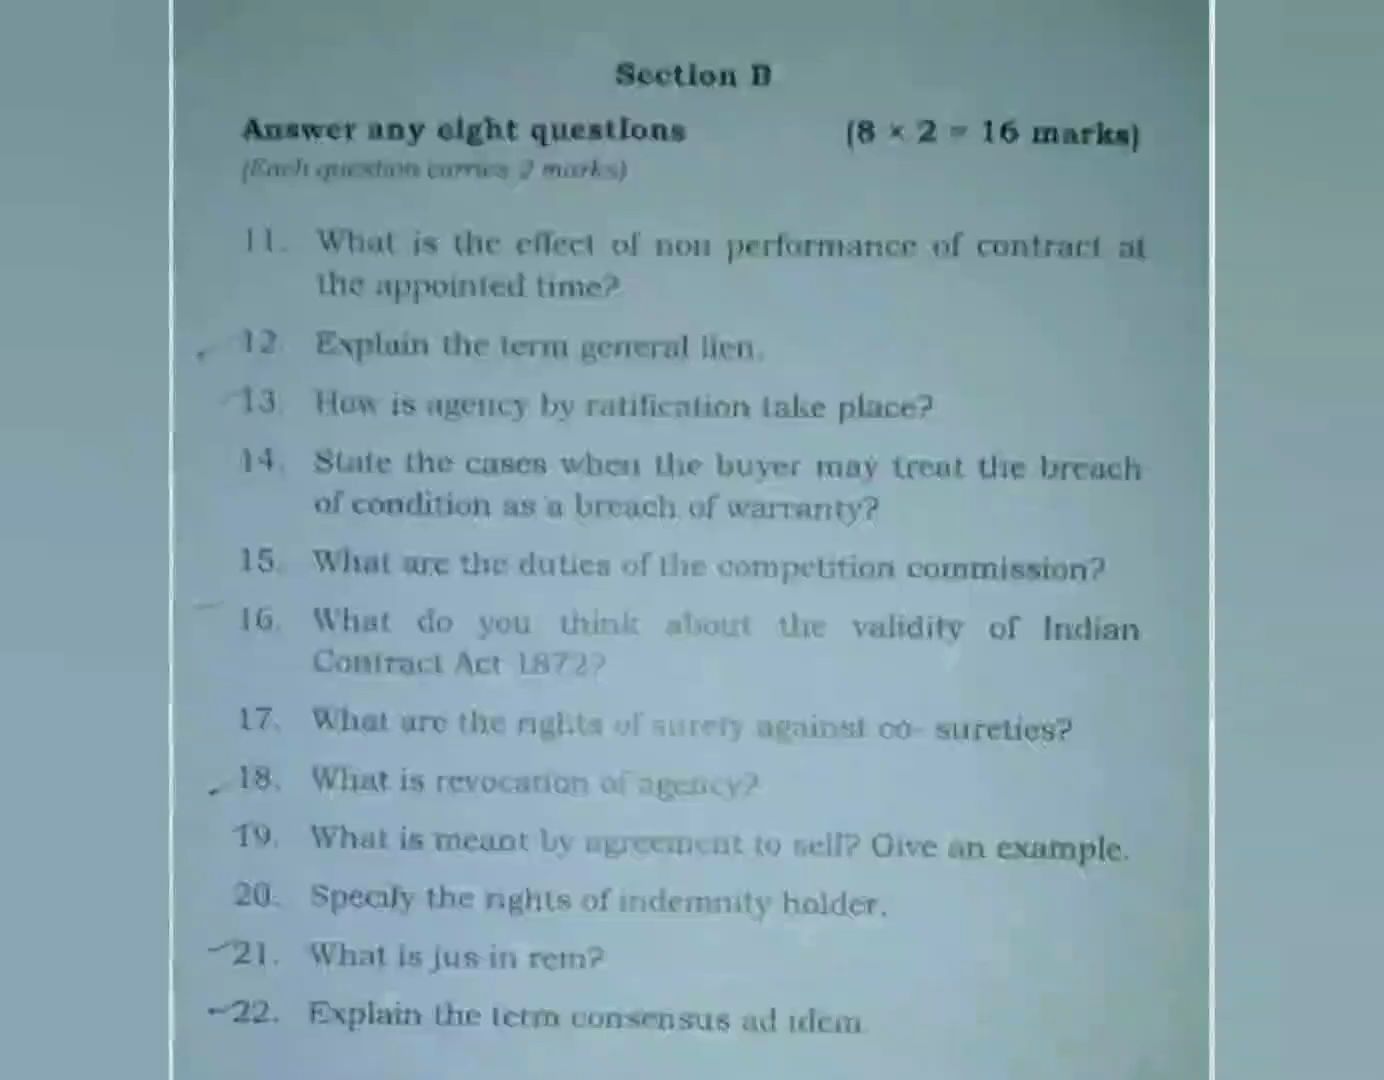 Section B
Answer any eight questions (8 × 2 = 16 marks)
(Each question carries 2 marks)
11. What is the effect of non performance of contract at
the appointed time?
12. Explain the term general lien.
13. How is agency by ratification take place?
14. State the cases when the buyer may treat the breach
of condition as a breach of warranty?
15. What are the duties of the competition commission?
16. What do you think about the validity of Indian
Contract Act 1872?
17. What are the rights of surety against co- sureties?
18. What is revocation of agency?
19. What is meant by agreement to sell? Give an example.
20. Specify the rights of indemnity holder.
21. What is jus in rem?
22. Explain the term consensus ad idem